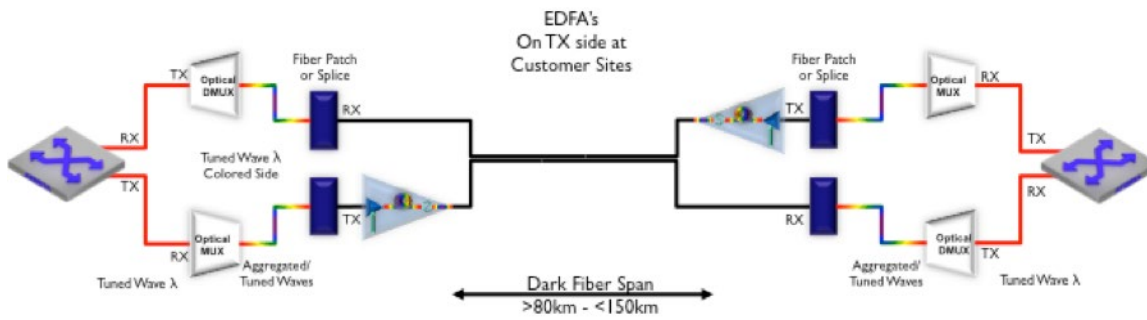 EDFA's
On TX side at
Customer Sites
Fiber Patch
or Splice
Fiber Patch
or Splice
TX
Optical
DMUX
RX
TX
Optical
MUX
RX
RX
TX
RX
TX
Tuned Wave λ
Colored Side
TX
RX
RX
Optical
MUX
RX
Optical
DMUX
TX
Tuned Wave λ
Aggregated/
Tuned Waves
Aggregated/
Tuned Waves
Tuned Wave λ
Dark Fiber Span
>80km - <150km